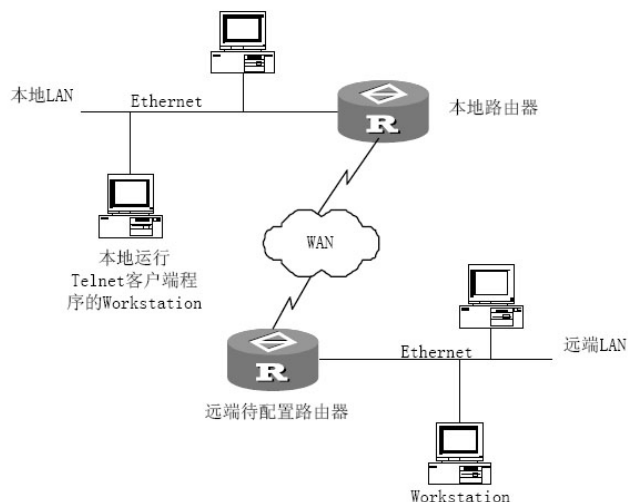 本地LAN
Ethernet
本地路由器
R
本地运行
Telnet客户端程
序的Workstation
WAN
R
远端待配置路由器
Ethernet
远端LAN
Workstation